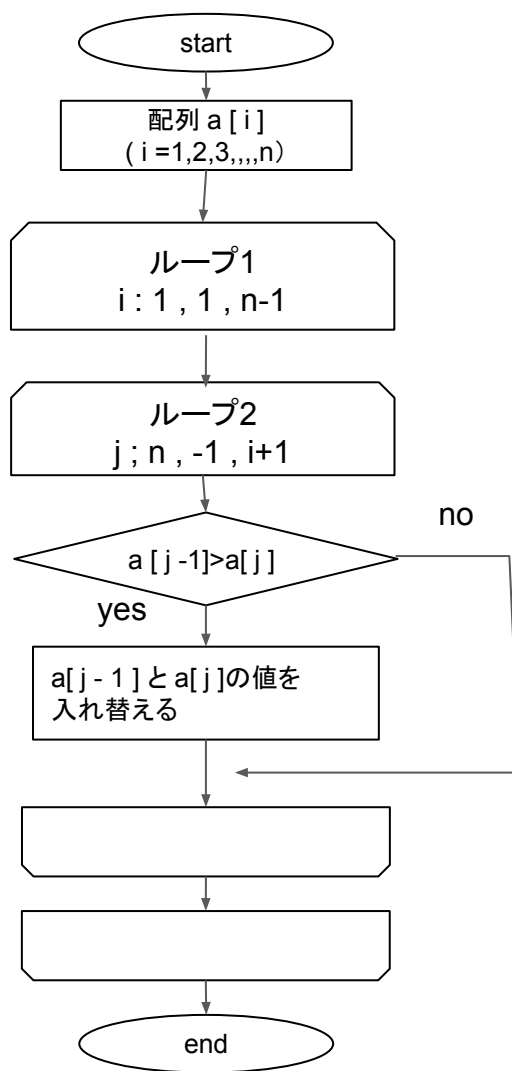 start
配列 a [ i ]
( i =1,2,3,,,,n）
ループ1
i : 1 , 1 , n-1
ループ2
j ; n , -1 , i+1
no
a [ j -1]>a[ j ]
yes
a[ j - 1 ] と a[ j ]の値を
入れ替える
end